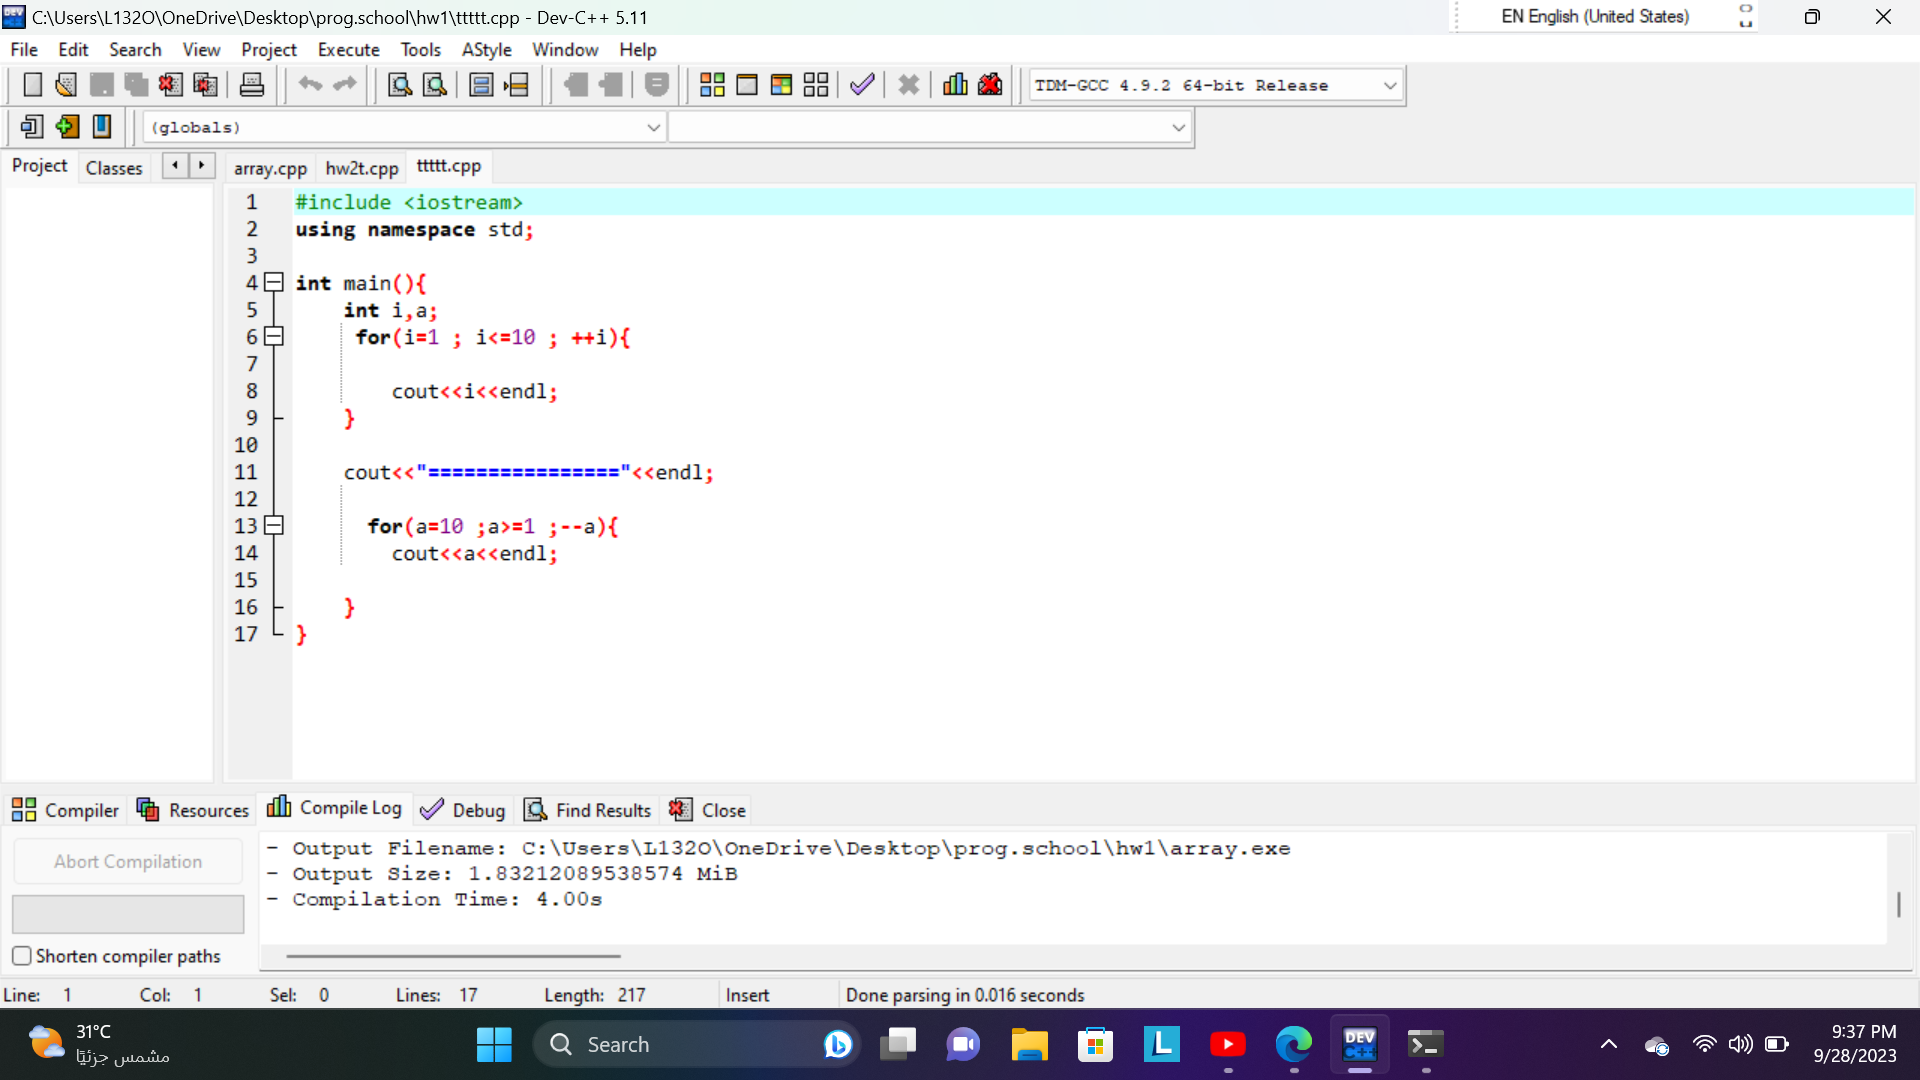 C:\Users\L132O\OneDrive\Desktop\prog.school\hw1\ttttt.cpp - Dev-C++ 5.11
EN English (United States)
File Edit Search View Project Execute Tools AStyle Window Help
TDM-GCC 4.9.2 64-bit Release
(globals)
Project Classes array.cpp hw2t.cpp ttttt.cpp
1 #include <iostream>
2 using namespace std;
3
4 int main(){
5 int i,a;
6 for(i=1 ; i<=10 ; ++i){
7
8 cout<<i<<endl;
9 }
10
11 cout<<"================"<<endl;
12
13 for(a=10 ;a>=1 ;--a){
14 cout<<a<<endl;
15
16 }
17 }
Compiler Resources Compile Log Debug Find Results Close
Abort Compilation
- Output Filename: C:\Users\L132O\OneDrive\Desktop\prog.school\hw1\array.exe
- Output Size: 1.83212089538574 MiB
- Compilation Time: 4.00s
Shorten compiler paths
Line: 1 Col: 1 Sel: 0 Lines: 17 Length: 217 Insert Done parsing in 0.016 seconds
31°C
مشمس جزئيًا
Search
L
DEV
C++
9:37 PM
9/28/2023